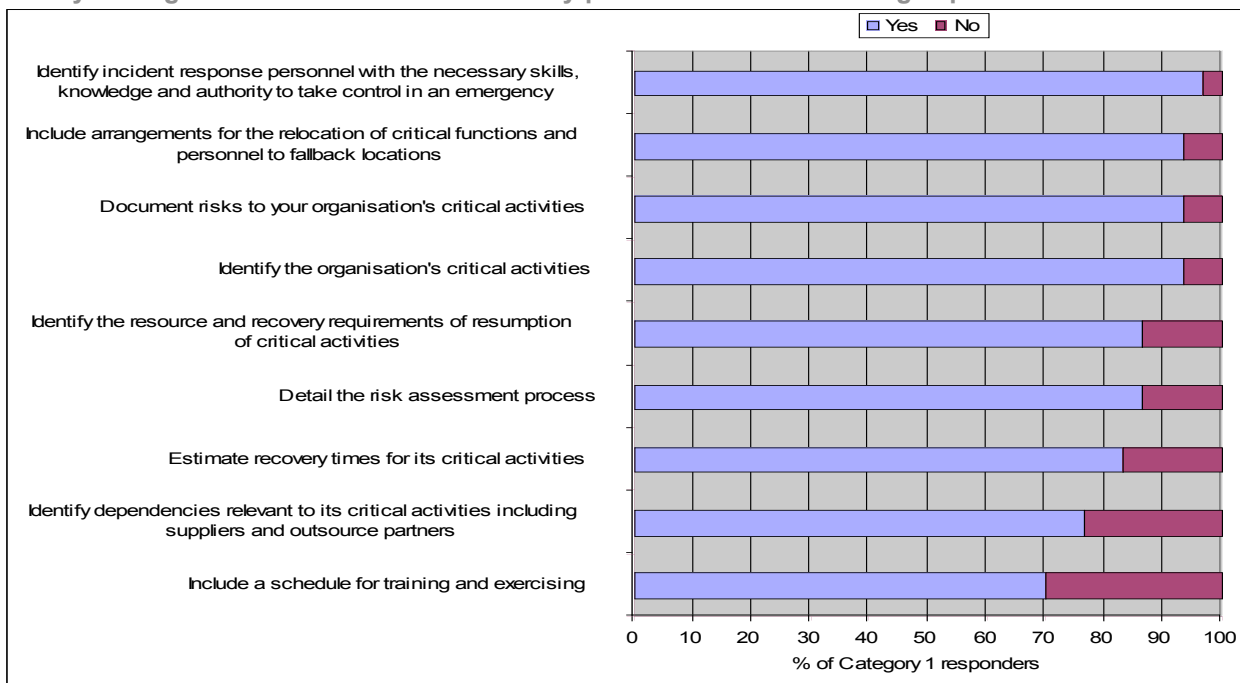 Yes No
Identify incident response personnel with the necessary skills,
knowledge and authority to take control in an emergency
Include arrangements for the relocation of critical functions and
personnel to fallback locations
Document risks to your organisation's critical activities
Identify the organisation's critical activities
Identify the resource and recovery requirements of resumption
of critical activities
Detail the risk assessment process
Estimate recovery times for its critical activities
Identify dependencies relevant to its critical activities including
suppliers and outsource partners
Include a schedule for training and exercising
0 10 20 30 40 50 60 70 80 90 100
% of Category 1 responders